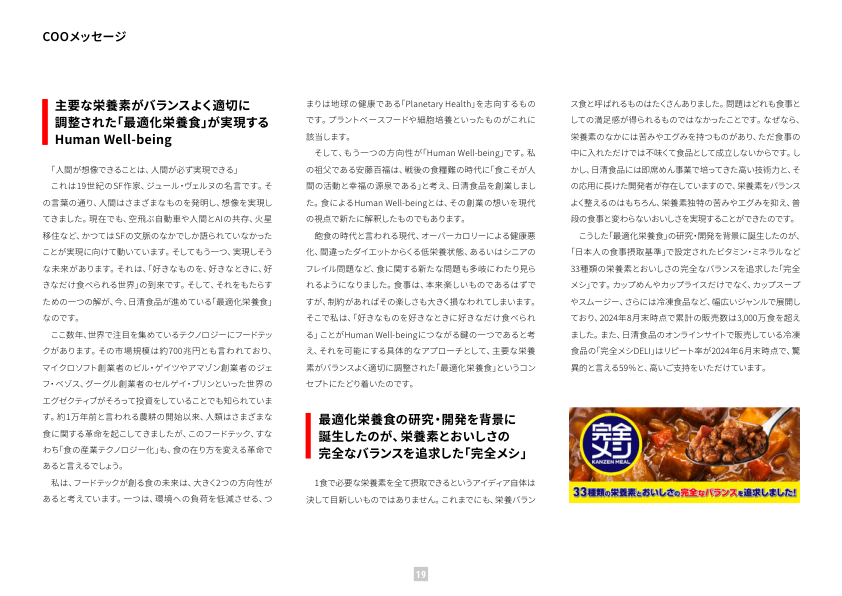 COOメッセージ
主要な栄養素がバランスよく適切に
調整された「最適化栄養食」が実現する
Human Well-being
「人間が想像できることは、人間が必ず実現できる」
これは19世紀のSF作家、ジュール・ヴェルヌの名言です。そ
の言葉の通り、人間はさまざまなものを発明し、想像を実現し
てきました。現在でも、空飛ぶ自動車や人間とAIの共存、火星
移住など、かつてはSFの文脈のなかでしか語られていなかった
ことが実現に向けて動いています。そしてもう一つ、実現しそう
な未来があります。それは、「好きなものを、好きなときに、好
きなだけ食べられる世界」の到来です。そして、それをもたらす
ための一つの解が、今、日清食品が進めている「最適化栄養食」
なのです。
ここ数年、世界で注目を集めているテクノロジーにフードテッ
クがあります。その市場規模は約700兆円とも言われており、
マイクロソフト創業者のビル・ゲイツやアマゾン創業者のジェ
フ・ベゾス、グーグル創業者のセルゲイ・ブリンといった世界の
エグゼクティブがそろって投資をしていることでも知られていま
す。約1万年前と言われる農耕の開始以来、人類はさまざまな
食に関する革命を起こしてきましたが、このフードテック、すな
わち「食の産業テクノロジー化」も、食の在り方を変える革命で
あると言えるでしょう。
私は、フードテックが創る食の未来は、大きく2つの方向性が
あると考えています。一つは、環境への負荷を低減させる、つ
まりは地球の健康である「Planetary Health」を志向するもの
です。プラントベースフードや細胞培養といったものがこれに
該当します。
そして、もう一つの方向性が「Human Well-being」です。私
の祖父である安藤百福は、戦後の食糧難の時代に「食こそが人
間の活動と幸福の源泉である」と考え、日清食品を創業しまし
た。食によるHuman Well-beingとは、その創業の想いを現代
の視点で新たに解釈したものでもあります。
飽食の時代と言われる現代、オーバーカロリーによる健康悪
化、間違ったダイエットからくる低栄養状態、あるいはシニアの
フレイル問題など、食に関する新たな問題も多岐にわたり見ら
れるようになりました。食事は、本来楽しいものであるはずで
すが、制約があればその楽しさも大きく損なわれてしまいます。
そこで私は、「好きなものを好きなときに好きなだけ食べられ
る」ことがHuman Well-beingにつながる鍵の一つであると考
え、それを可能にする具体的なアプローチとして、主要な栄養
素がバランスよく適切に調整された「最適化栄養食」というコン
セプトにたどり着いたのです。
最適化栄養食の研究・開発を背景に
誕生したのが、栄養素とおいしさの
完全なバランスを追求した「完全メシ」
1食で必要な栄養素を全て摂取できるというアイディア自体は
決して目新しいものではありません。これまでにも、栄養バラン
ス食と呼ばれるものはたくさんありました。問題はどれも食事と
しての満足感が得られるものではなかったことです。なぜなら、
栄養素のなかには苦みやエグみを持つものがあり、ただ食事の
中に入れただけでは不味くて食品として成立しないからです。し
かし、日清食品には即席めん事業で培ってきた高い技術力と、そ
の応用に長けた開発者が存在していますので、栄養素をバランス
よく整えるのはもちろん、栄養素独特の苦みやエグみを抑え、普
段の食事と変わらないおいしさを実現することができたのです。
こうした「最適化栄養食」の研究・開発を背景に誕生したのが、
「日本人の食事摂取基準」で設定されたビタミン・ミネラルなど
33種類の栄養素とおいしさの完全なバランスを追求した「完全
メシ」です。カップめんやカップライスだけでなく、カップスープ
やスムージー、さらには冷凍食品など、幅広いジャンルで展開し
ており、2024年8月末時点で累計の販売数は3,000万食を超え
ました。また、日清食品のオンラインサイトで販売している冷凍
食品の「完全メシDELI」はリピート率が2024年6月末時点で、驚
異的と言える59%と、高いご支持をいただけています。
完全
メシ
KANZEN MEAL
33種類の栄養素とおいしさの完全なバランスを追求しました!
19